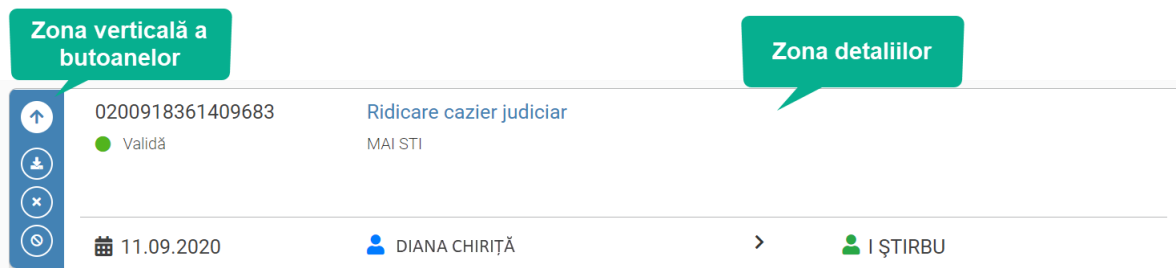 Zona verticală a
butoanelor
Zona detaliilor
0200918361409683
Ridicare cazier judiciar
Validă
MAI STI
11.09.2020
DIANA CHIRIȚĂ
I ŞTIRBU